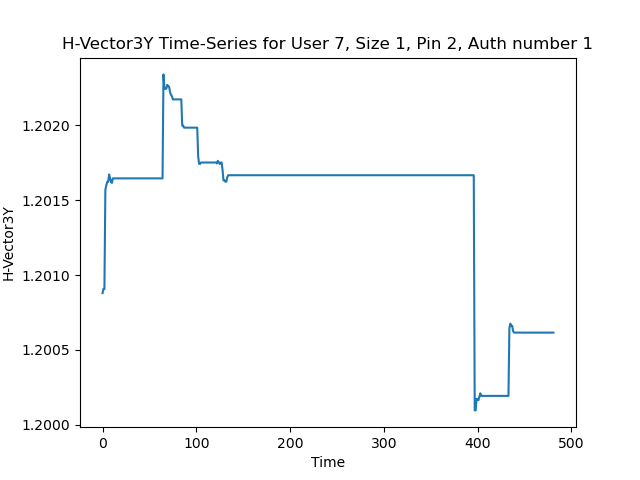 H-Vector3Y Time-Series for User 7, Size 1, Pin 2, Auth number 1
H-Vector3Y
1.2020
1.2015
1.2010
1.2005
1.2000
0 100 200 300 400 500
Time